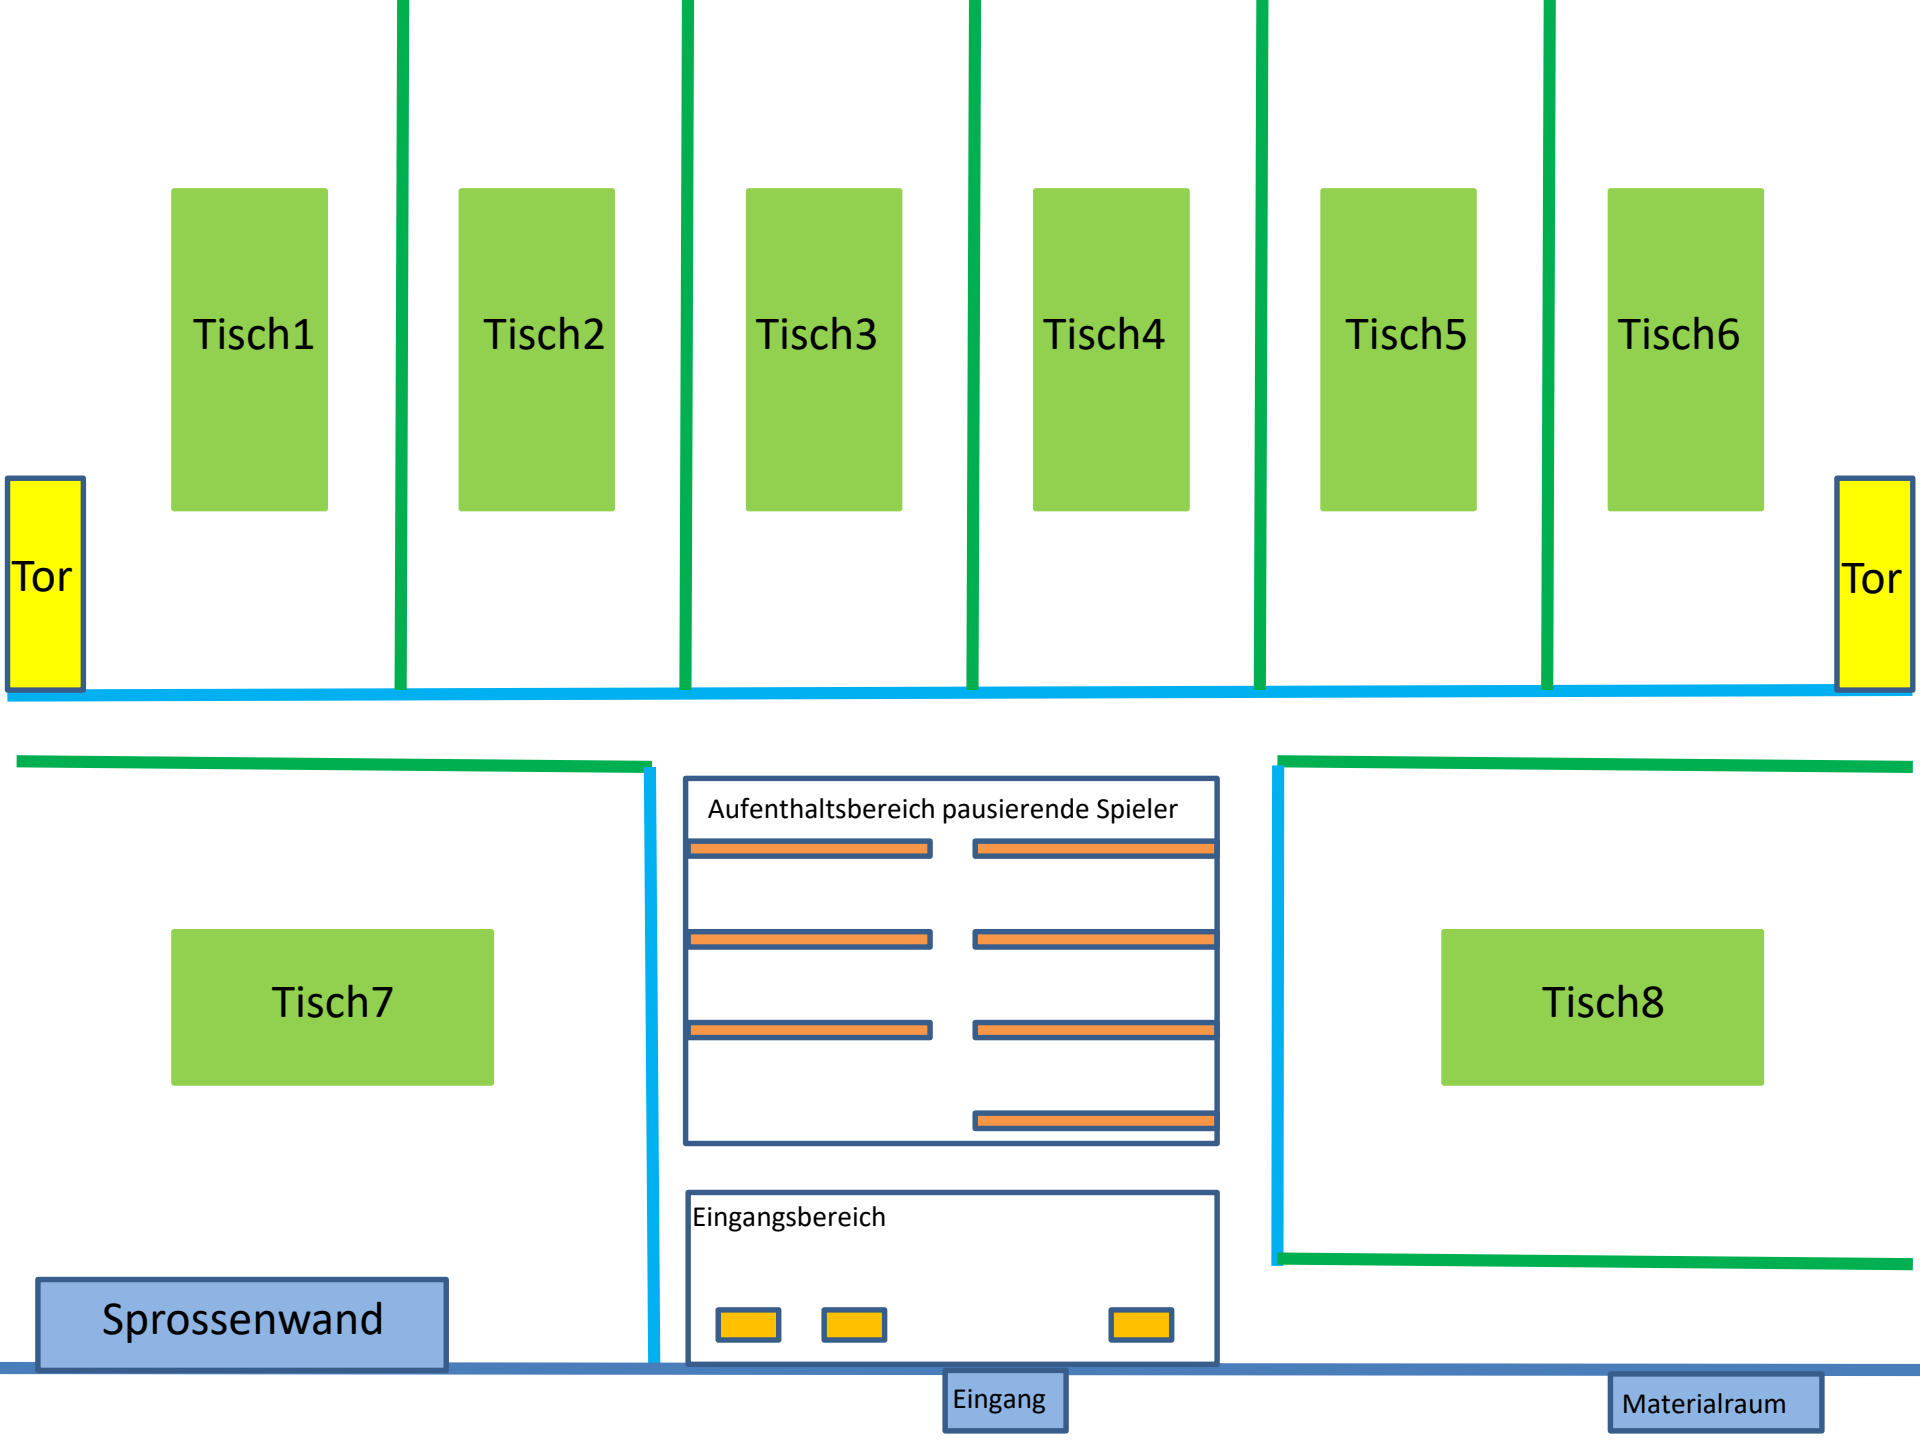 Tisch1
Tisch2
Tisch3
Tisch4
Tisch5
Tisch6
Tor
Tor
Aufenthaltsbereich pausierende Spieler
Tisch7
Tisch8
Eingangsbereich
Sprossenwand
Eingang
Materialraum